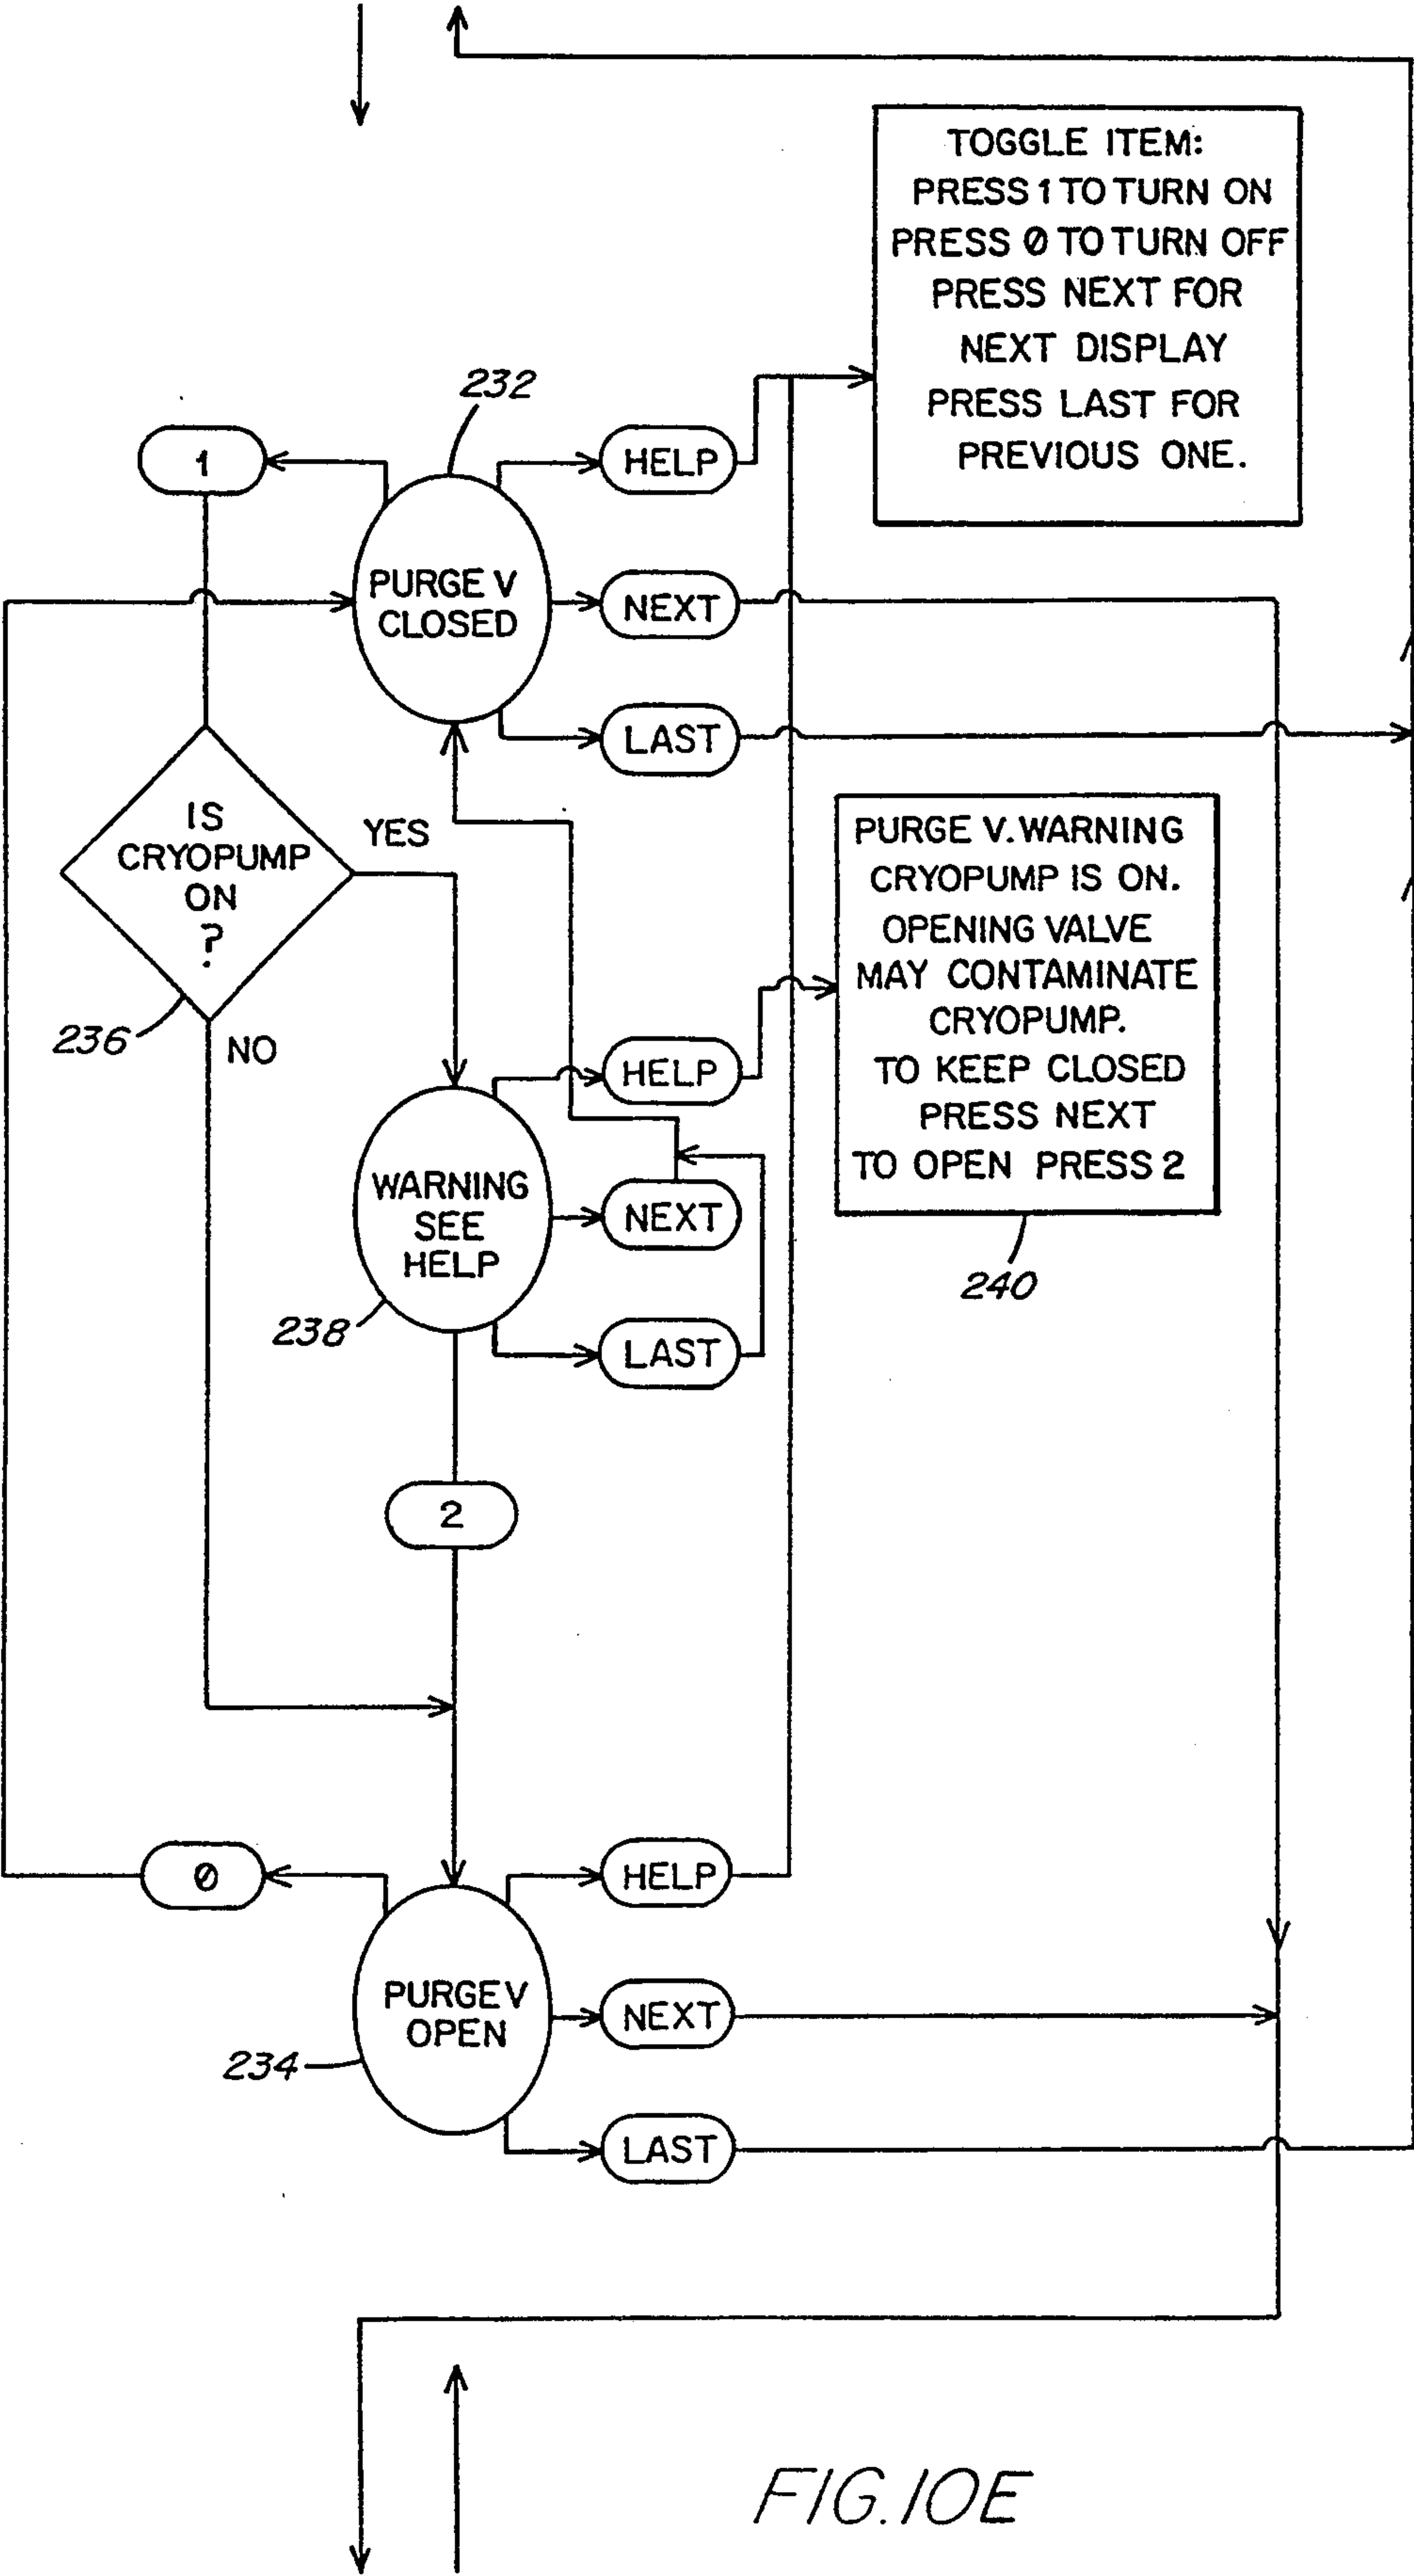 TOGGLE ITEM:
PRESS 1 TO TURN ON
PRESS 0 TO TURN OFF
PRESS NEXT FOR
NEXT DISPLAY
PRESS LAST FOR
PREVIOUS ONE.
232
1
HELP
PURGE V
CLOSED
NEXT
LAST
IS
CRYOPUMP
ON
?
YES
236
NO
PURGE V. WARNING
CRYOPUMP IS ON.
OPENING VALVE
MAY CONTAMINATE
CRYOPUMP.
TO KEEP CLOSED
PRESS NEXT
TO OPEN PRESS 2
240
HELP
WARNING
SEE
HELP
238
NEXT
LAST
2
0
HELP
PURGE V
OPEN
234
NEXT
LAST
FIG. 10E